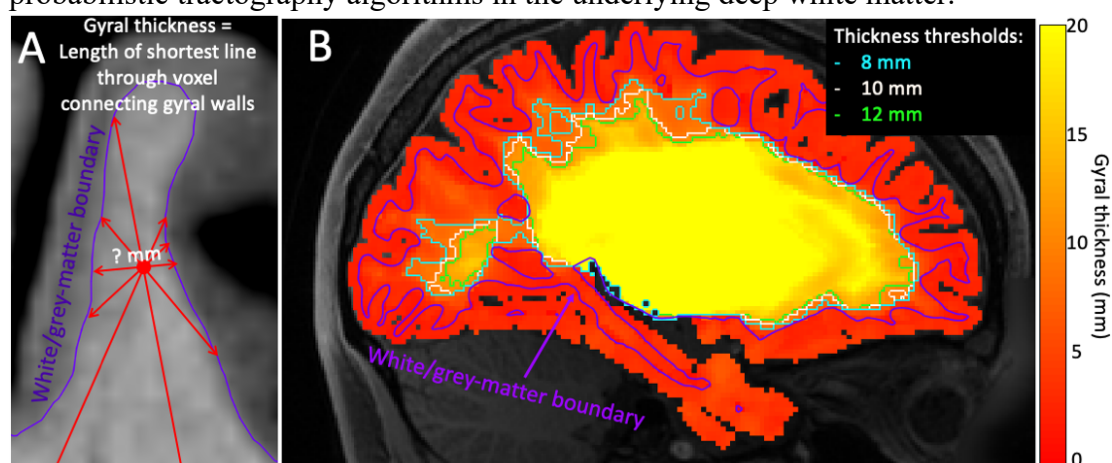 probabilistic tractography algorithms in the underlying deep white matter.
A
Gyral thickness =
Length of shortest line
through voxel
connecting gyral walls
White/grey-matter boundary
? mm
B
Thickness thresholds:
- 8 mm
- 10 mm
- 12 mm
White/grey-matter boundary
20
15
10
5
0
Gyral thickness (mm)